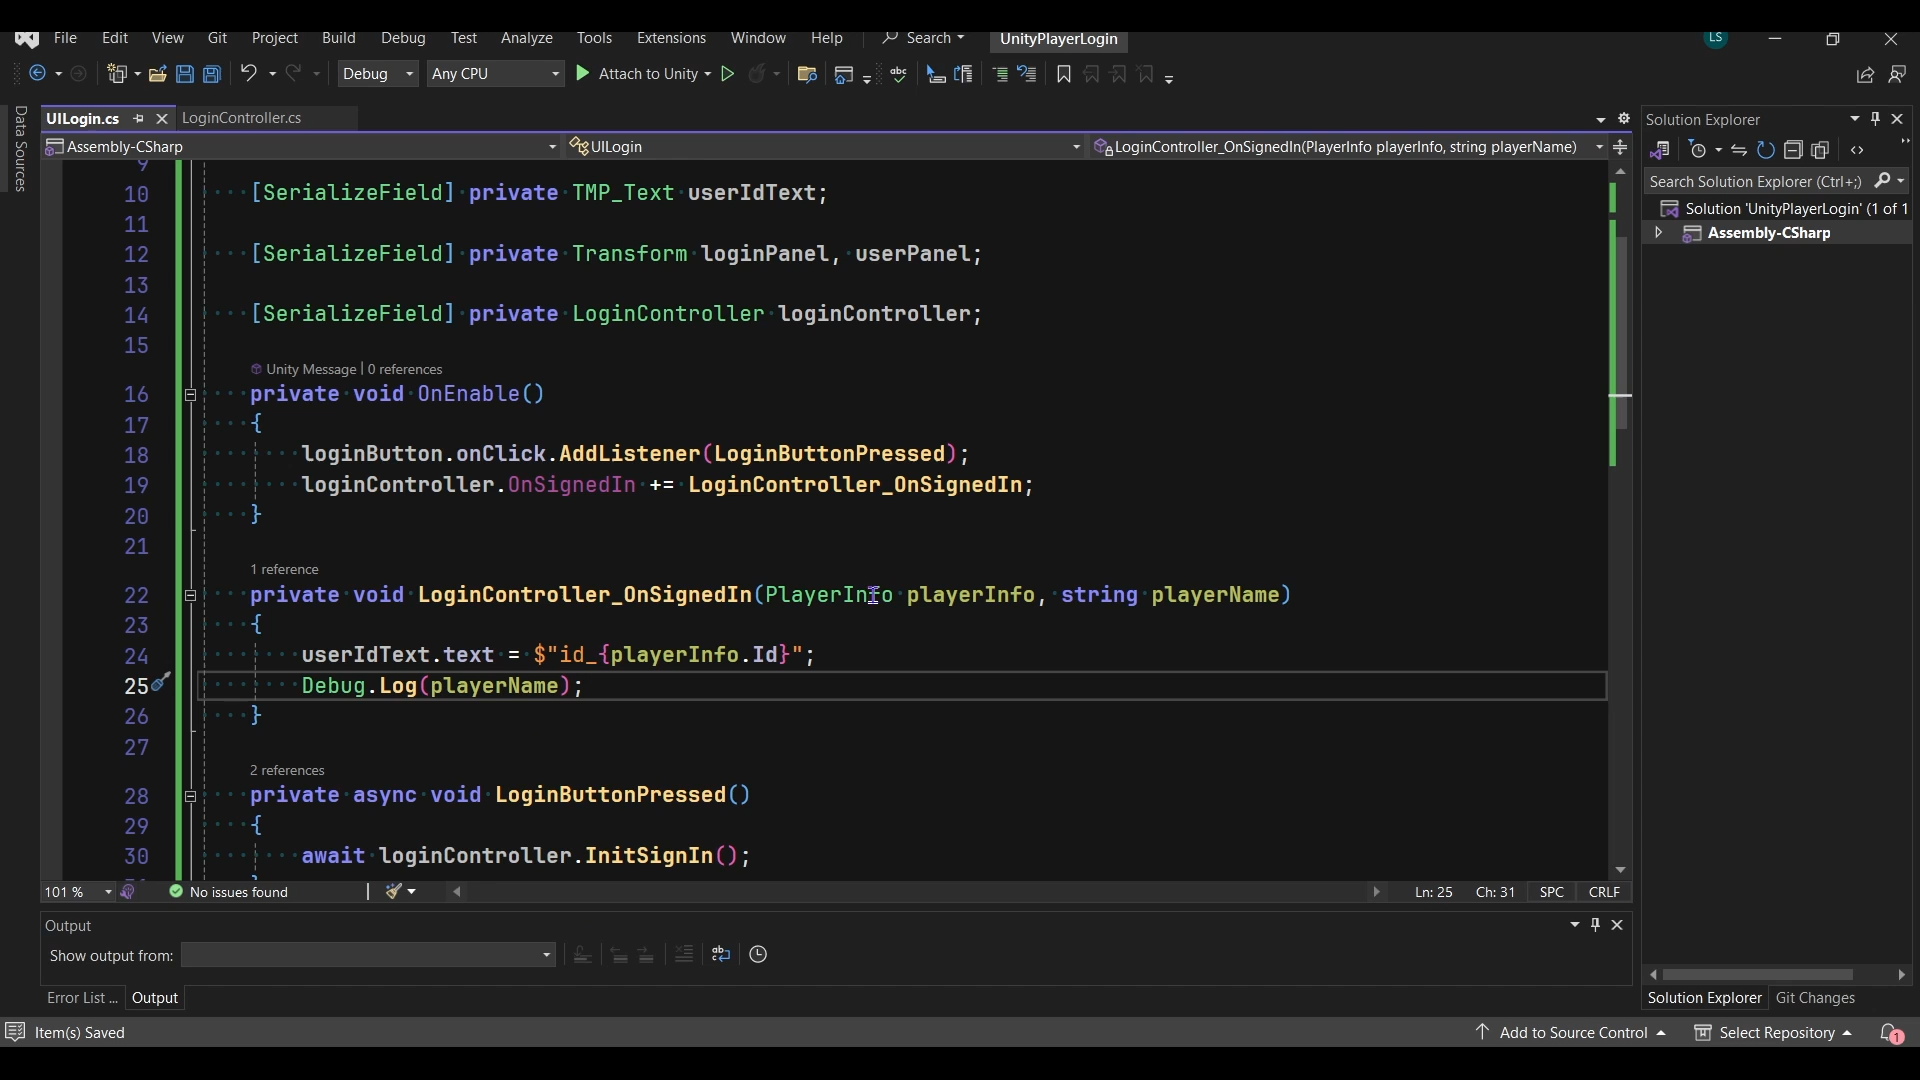 File Edit View Git Project Build Debug Test Analyze Tools Extensions Window Help Search UnityPlayerLogin LS
Debug Any CPU Attach to Unity
Data Sources
UILogin.cs LoginController.cs
Assembly-CSharp UILogin LoginController_OnSignedIn(PlayerInfo playerInfo, string playerName)
9
10 [SerializeField] private TMP_Text userIdText;
11
12 [SerializeField] private Transform loginPanel, userPanel;
13
14 [SerializeField] private LoginController loginController;
15
Unity Message | 0 references
16 private void OnEnable()
17 {
18 loginButton.onClick.AddListener(LoginButtonPressed);
19 loginController.OnSignedIn += LoginController_OnSignedIn;
20 }
21
1 reference
22 private void LoginController_OnSignedIn(PlayerInfo playerInfo, string playerName)
23 {
24 userIdText.text = $"id_{playerInfo.Id}";
25 Debug.Log(playerName);
26 }
27
2 references
28 private async void LoginButtonPressed()
29 {
30 await loginController.InitSignIn();
101 % No issues found Ln: 25 Ch: 31 SPC CRLF
Output
Show output from:
Error List ... Output
Solution Explorer
Search Solution Explorer (Ctrl+;)
Solution 'UnityPlayerLogin' (1 of 1
Assembly-CSharp
Solution Explorer Git Changes
Item(s) Saved Add to Source Control Select Repository 1